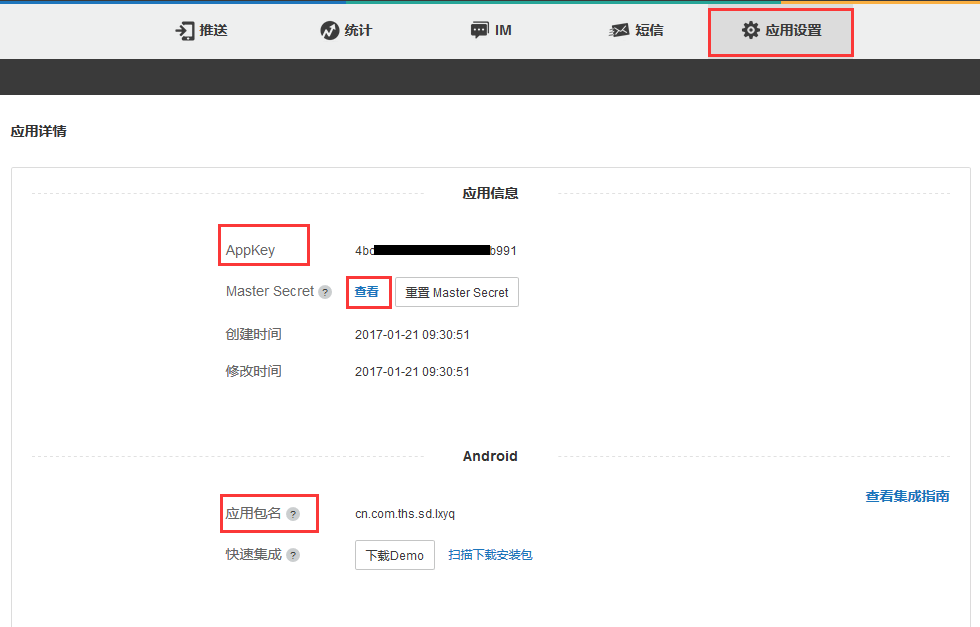 推送 统计 IM 短信 应用设置
应用详情
应用信息
AppKey 4bc b991
Master Secret ? 查看 重置 Master Secret
创建时间 2017-01-21 09:30:51
修改时间 2017-01-21 09:30:51
Android
查看集成指南
应用包名 ? cn.com.ths.sd.lxyq
快速集成 ? 下载Demo 扫描下载安装包